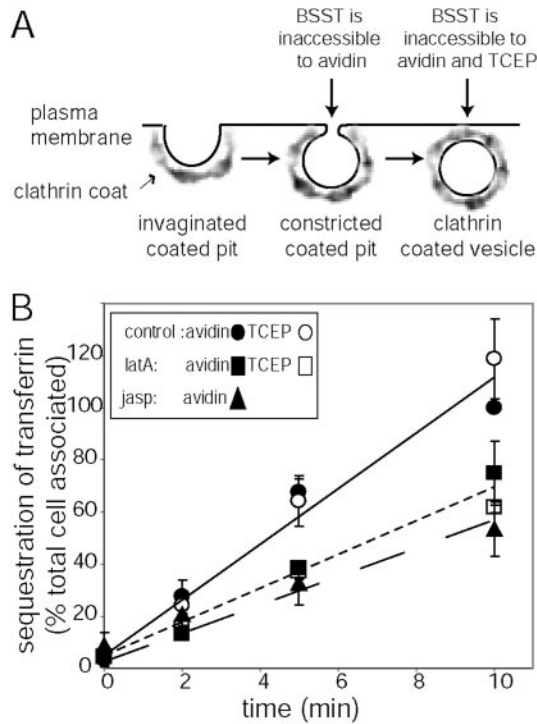 A
BSST is
inaccessible
to avidin
BSST is
inaccessible to
avidin and TCEP
plasma
membrane
clathrin coat
invaginated
coated pit
constricted
coated pit
clathrin
coated vesicle
B
control :avidin TCEP
latA: avidin TCEP
jasp: avidin
sequestration of transferrin
(% total cell associated)
120
100
80
60
40
20
0
0 2 4 6 8 10
time (min)